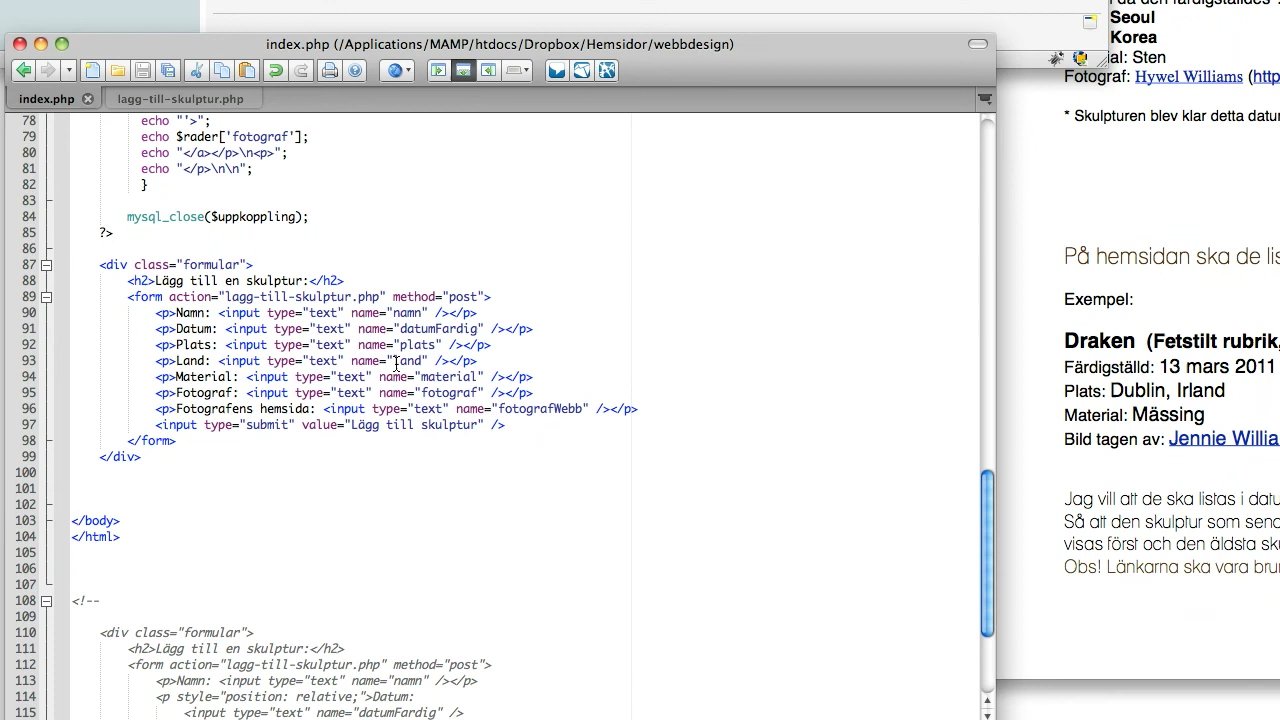 index.php (/Applications/MAMP/htdocs/Dropbox/Hemsidor/webbdesign)
index.php
lagg-till-skulptur.php
78 echo "'>";
79 echo $rader['fotograf'];
80 echo "</a></p>\n<p>";
81 echo "</p>\n\n";
82 }
83
84 mysql_close($uppkoppling);
85 ?>
86
87 <div class="formular">
88 <h2>Lägg till en skulptur:</h2>
89 <form action="lagg-till-skulptur.php" method="post">
90 <p>Namn: <input type="text" name="namn" /></p>
91 <p>Datum: <input type="text" name="datumFardig" /></p>
92 <p>Plats: <input type="text" name="plats" /></p>
93 <p>Land: <input type="text" name="land" /></p>
94 <p>Material: <input type="text" name="material" /></p>
95 <p>Fotograf: <input type="text" name="fotograf" /></p>
96 <p>Fotografens hemsida: <input type="text" name="fotografWebb" /></p>
97 <input type="submit" value="Lägg till skulptur" />
98 </form>
99 </div>
100
101
102
103 </body>
104 </html>
105
106
107
108 <!--
109
110 <div class="formular">
111 <h2>Lägg till en skulptur:</h2>
112 <form action="lagg-till-skulptur.php" method="post">
113 <p>Namn: <input type="text" name="namn" /></p>
114 <p style="position: relative;">Datum:
115 <input type="text" name="datumFardig" />
Seoul
Korea
al: Sten
Fotograf: Hywel Williams (http
* Skulpturen blev klar detta datu
På hemsidan ska de lis
Exempel:
Draken (Fetstilt rubrik,
Färdigställd: 13 mars 2011
Plats: Dublin, Irland
Material: Mässing
Bild tagen av: Jennie Willia
Jag vill att de ska listas i datu
Så att den skulptur som send
visas först och den äldsta sku
Obs! Länkarna ska vara brun